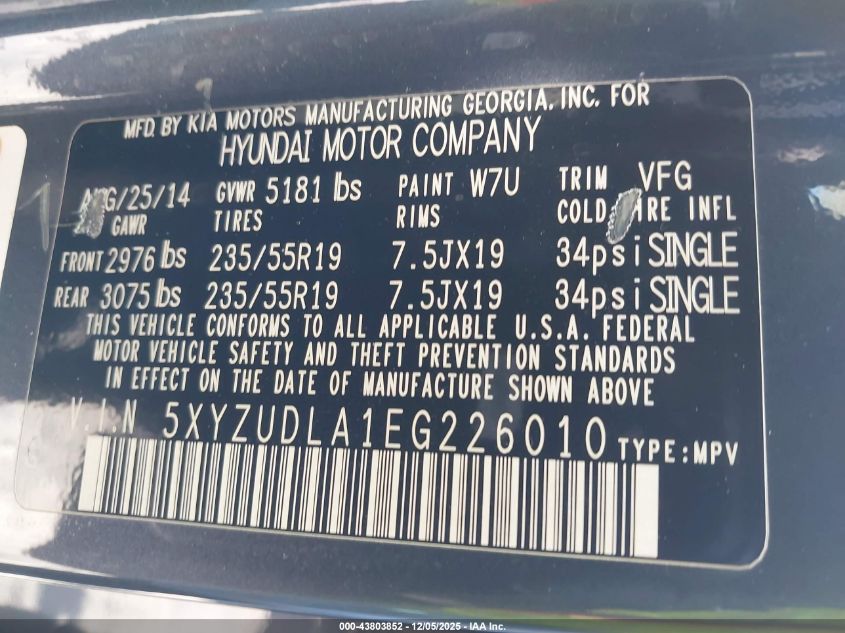 MFD. BY KIA MOTORS MANUFACTURING GEORGIA, INC. FOR
HYUNDAI MOTOR COMPANY
/25/14 GVWR 5181 lbs PAINT W7U TRIM VFG
GAWR TIRES RIMS COLD INFL
FRONT 2976 lbs 235/55R19 7.5JX19 34psi SINGLE
REAR 3075 lbs 235/55R19 7.5JX19 34psi SINGLE
THIS VEHICLE CONFORMS TO ALL APPLICABLE U.S.A. FEDERAL
MOTOR VEHICLE SAFETY AND THEFT PREVENTION STANDARDS
IN EFFECT ON THE DATE OF MANUFACTURE SHOWN ABOVE
V.I.N 5XYZUDLA1EG226010 TYPE:MPV
000-43803852 - 12/05/2025 - IAA Inc.